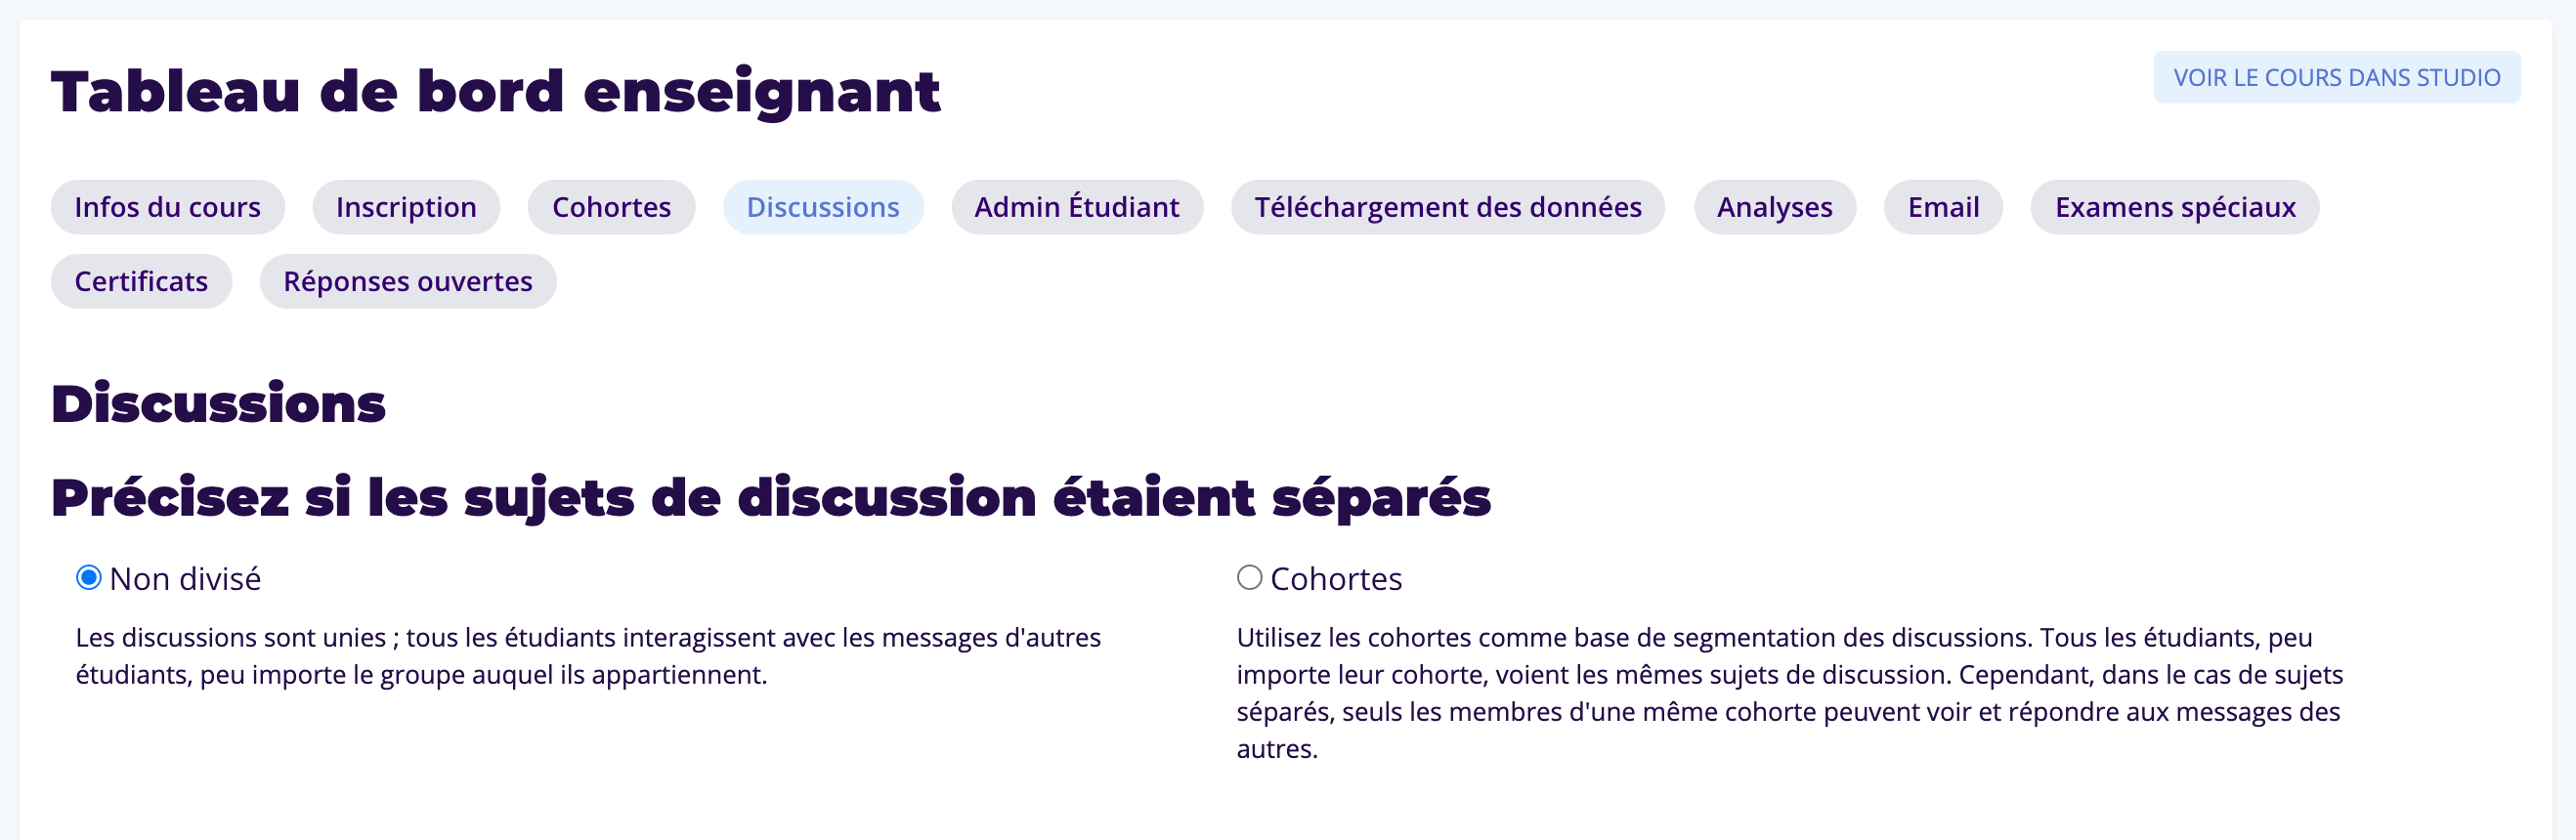 Tableau de bord enseignant
VOIR LE COURS DANS STUDIO
Infos du cours
Inscription
Cohortes
Discussions
Admin Étudiant
Téléchargement des données
Analyses
Email
Examens spéciaux
Certificats
Réponses ouvertes
Discussions
Précisez si les sujets de discussion étaient séparés
Non divisé
Les discussions sont unies ; tous les étudiants interagissent avec les messages d'autres
étudiants, peu importe le groupe auquel ils appartiennent.
Cohortes
Utilisez les cohortes comme base de segmentation des discussions. Tous les étudiants, peu
importe leur cohorte, voient les mêmes sujets de discussion. Cependant, dans le cas de sujets
séparés, seuls les membres d'une même cohorte peuvent voir et répondre aux messages des
autres.